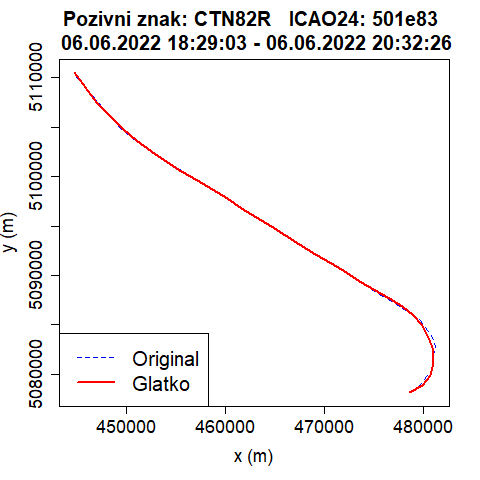 Pozivni znak: CTN82R   ICAO24: 501e83
06.06.2022 18:29:03 - 06.06.2022 20:32:26
5110000
5100000
5090000
5080000
y (m)
Original
Glatko
450000 460000 470000 480000
x (m)